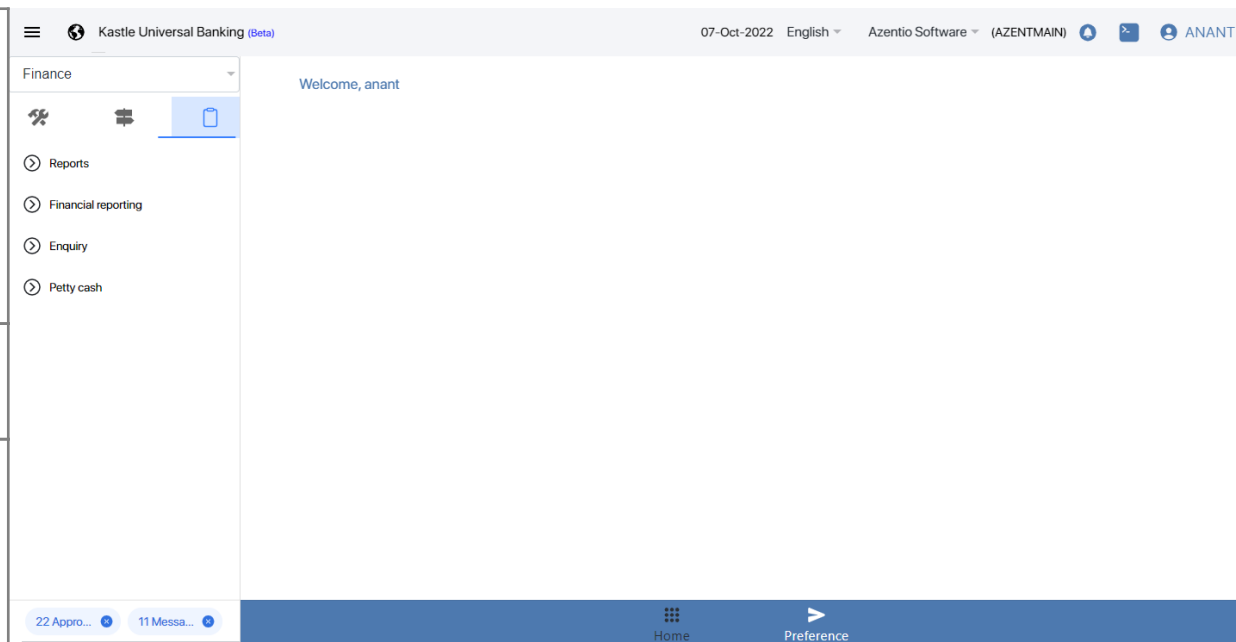 Kastle Universal Banking (Beta) 07-Oct-2022 English Azentio Software (AZENTMAIN) ANANT
Finance
Welcome, anant
Reports
Financial reporting
Enquiry
Petty cash
22 Appro... 11 Messa...
Home Preference